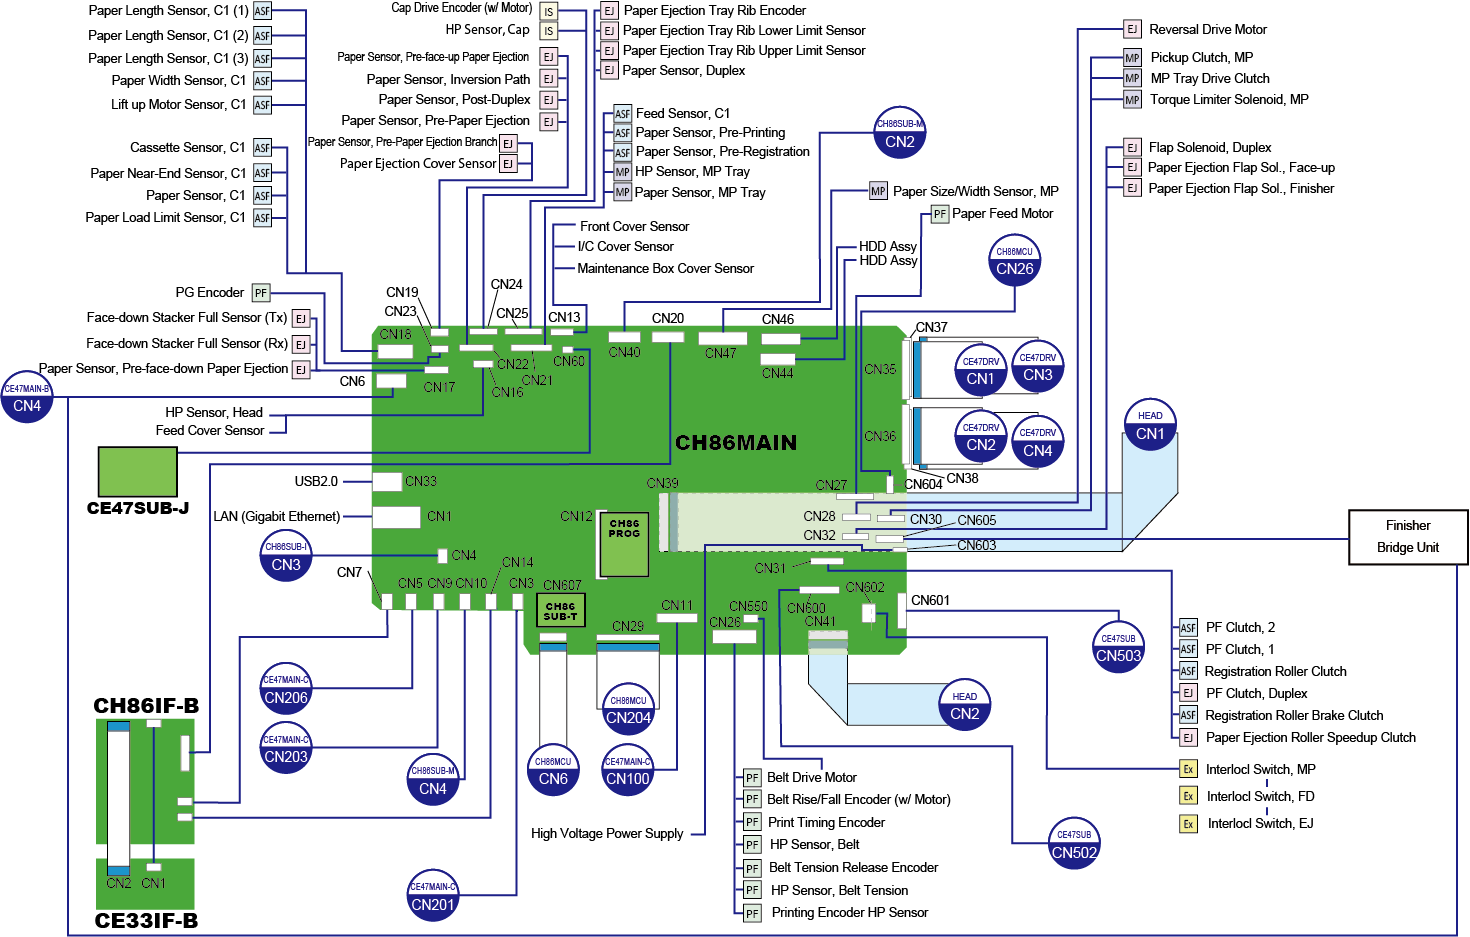 Paper Length Sensor, C1 (1) ASF
Paper Length Sensor, C1 (2) ASF
Paper Length Sensor, C1 (3) ASF
Paper Width Sensor, C1 ASF
Lift up Motor Sensor, C1 ASF
Cassette Sensor, C1 ASF
Paper Near-End Sensor, C1 ASF
Paper Sensor, C1 ASF
Paper Load Limit Sensor, C1 ASF
PG Encoder PF
Face-down Stacker Full Sensor (Tx) EJ
Face-down Stacker Full Sensor (Rx) EJ
Paper Sensor, Pre-face-down Paper Ejection EJ
CE47MAIN-B
CN4
HP Sensor, Head
Feed Cover Sensor
Cap Drive Encoder (w/ Motor) IS
HP Sensor, Cap IS
Paper Sensor, Pre-face-up Paper Ejection EJ
Paper Sensor, Inversion Path EJ
Paper Sensor, Post-Duplex EJ
Paper Sensor, Pre-Paper Ejection EJ
Paper Sensor, Pre-Paper Ejection Branch EJ
Paper Ejection Cover Sensor EJ
EJ Paper Ejection Tray Rib Encoder
EJ Paper Ejection Tray Rib Lower Limit Sensor
EJ Paper Ejection Tray Rib Upper Limit Sensor
EJ Paper Sensor, Duplex
ASF Feed Sensor, C1
ASF Paper Sensor, Pre-Printing
ASF Paper Sensor, Pre-Registration
MP HP Sensor, MP Tray
MP Paper Sensor, MP Tray
Front Cover Sensor
I/C Cover Sensor
Maintenance Box Cover Sensor
CH86SUB-M
CN2
MP Paper Size/Width Sensor, MP
PF Paper Feed Motor
HDD Assy
HDD Assy
CH86MCU
CN26
EJ Reversal Drive Motor
MP Pickup Clutch, MP
MP MP Tray Drive Clutch
MP Torque Limiter Solenoid, MP
EJ Flap Solenoid, Duplex
EJ Paper Ejection Flap Sol., Face-up
EJ Paper Ejection Flap Sol., Finisher
CN19
CN23
CN24
CN25
CN13
CN18
CN6
CN17
CN22
CN16
CN21
CN60
CN40
CN20
CN47
CN46
CN44
CN37
CN35
CE47DRV
CN1
CE47DRV
CN3
CN36
CE47DRV
CN2
CE47DRV
CN4
CN38
HEAD
CN1
CH86MAIN
CE47SUB-J
USB2.0
CN33
LAN (Gigabit Ethernet)
CN1
CH86SUB-I
CN3
CN4
CN12
CH86
PROG
CN39
CN27
CN604
CN28
CN30
CN605
CN32
CN603
Finisher
Bridge Unit
CN7
CN5
CN9
CN10
CN14
CN3
CN607
CH86
SUB-T
CN29
CN11
CN550
CN26
CN31
CN600
CN602
CN41
CN601
CE47SUB
CN503
CE47MAIN-C
CN206
CE47MAIN-C
CN203
CH86SUB-M
CN4
CH86MCU
CN6
CH86MCU
CN204
CE47MAIN-C
CN100
HEAD
CN2
CH86IF-B
CN2
CN1
CE33IF-B
CE47MAIN-C
CN201
High Voltage Power Supply
PF Belt Drive Motor
PF Belt Rise/Fall Encoder (w/ Motor)
PF Print Timing Encoder
PF HP Sensor, Belt
PF Belt Tension Release Encoder
PF HP Sensor, Belt Tension
PF Printing Encoder HP Sensor
CE47SUB
CN502
ASF PF Clutch, 2
ASF PF Clutch, 1
ASF Registration Roller Clutch
EJ PF Clutch, Duplex
ASF Registration Roller Brake Clutch
EJ Paper Ejection Roller Speedup Clutch
Ex Interlocl Switch, MP
Ex Interlocl Switch, FD
Ex Interlocl Switch, EJ